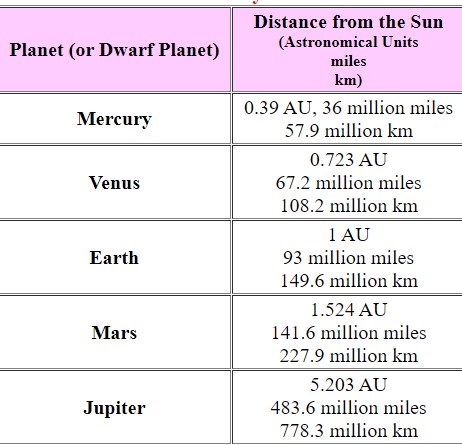 Planet (or Dwarf Planet)
Distance from the Sun
(Astronomical Units
miles
km)
Mercury
0.39 AU, 36 million miles
57.9 million km
Venus
0.723 AU
67.2 million miles
108.2 million km
Earth
1 AU
93 million miles
149.6 million km
Mars
1.524 AU
141.6 million miles
227.9 million km
Jupiter
5.203 AU
483.6 million miles
778.3 million km